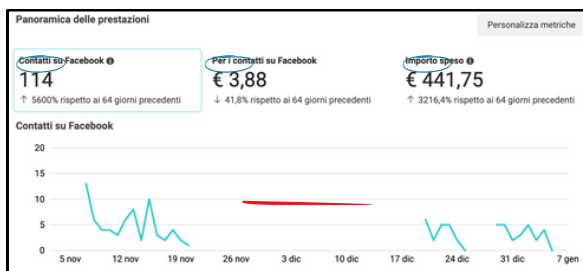 Panoramica delle prestazioni
Personalizza metriche
Contatti su Facebook
114
↑ 5600% rispetto ai 64 giorni precedenti
Per i contatti su Facebook
€ 3,88
↓ 41,8% rispetto ai 64 giorni precedenti
Importo speso
€ 441,75
↑ 3216,4% rispetto ai 64 giorni precedenti
Contatti su Facebook
20
15
10
5
0
5 nov 12 nov 19 nov 26 nov 3 dic 10 dic 17 dic 24 dic 31 dic 7 gen